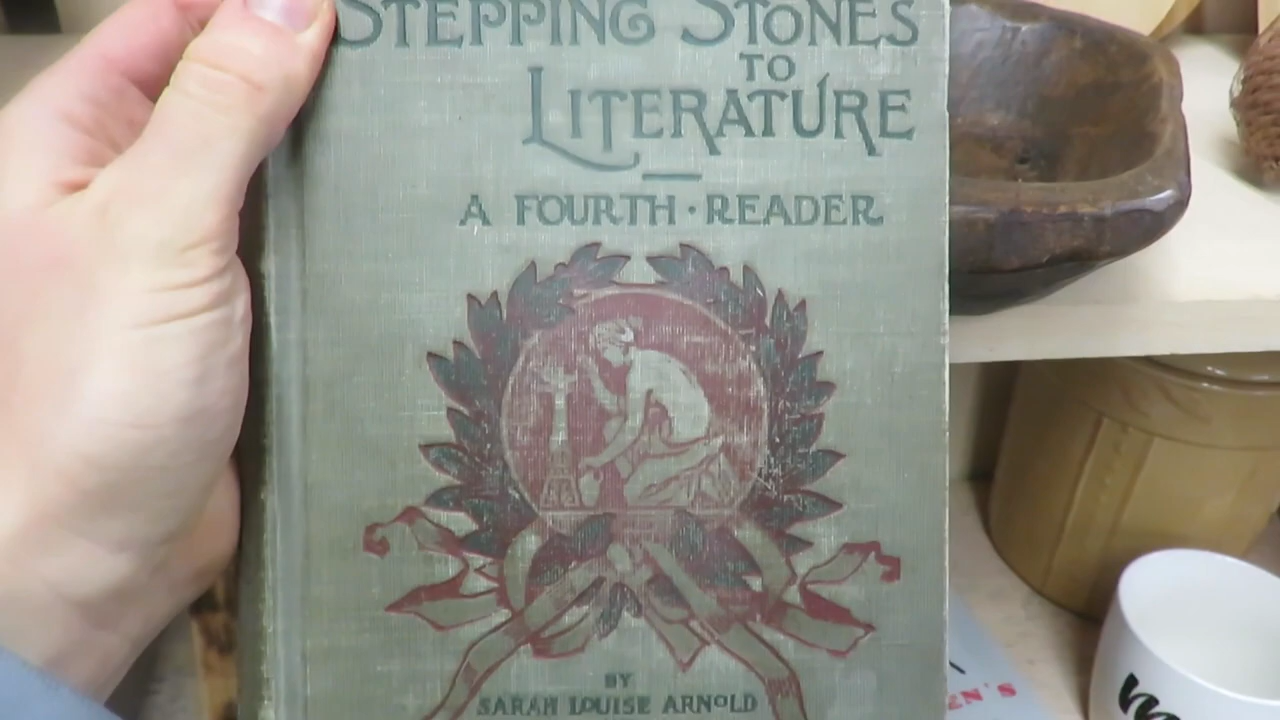 STEPPING STONES
TO
LITERATURE
A FOURTH · READER
BY
SARAH LOUISE ARNOLD